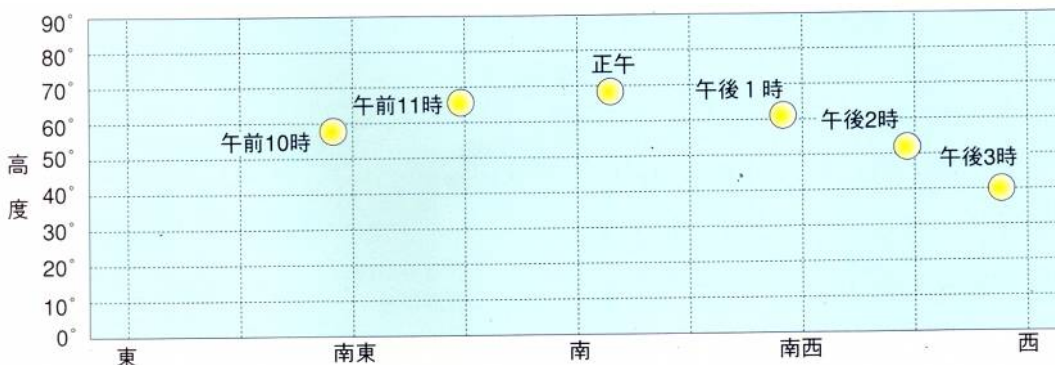 90°
80°
70°
60°
50°
40°
30°
20°
10°
0°
高度
午前10時
午前11時
正午
午後1時
午後2時
午後3時
東
南東
南
南西
西